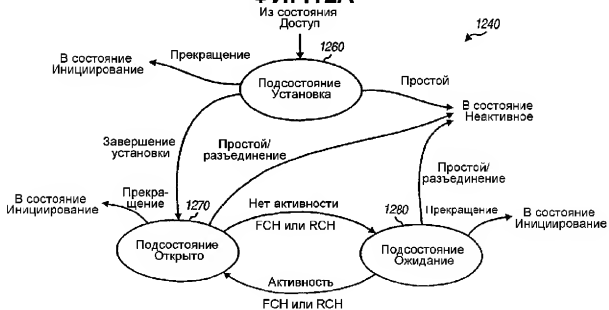 Из состояния
Доступ
1240
1260
В состояние
Инициирование
Прекращение
Подсостояние
Установка
Простой
В состояние
Неактивное
Завершение
установки
Простой/
разъединение
Простой/
разъединение
В состояние
Инициирование
Прекра-
щение
1270
Нет активности
FCH или RCH
1280
Прекращение
В состояние
Инициирование
Подсостояние
Открыто
Подсостояние
Ожидание
Активность
FCH или RCH